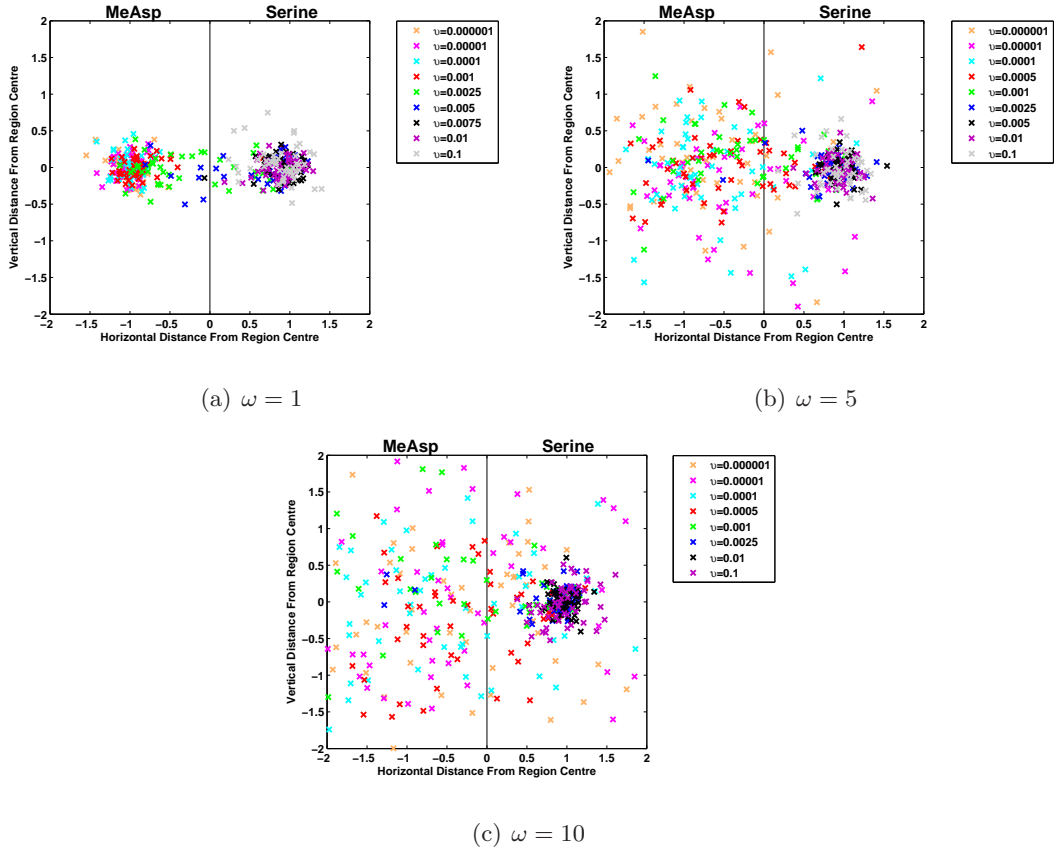 MeAsp Serine
Vertical Distance From Region Centre
2
1.5
1
0.5
0
−0.5
−1
−1.5
−2
−2 −1.5 −1 −0.5 0 0.5 1 1.5 2
Horizontal Distance From Region Centre
υ=0.000001
υ=0.00001
υ=0.0001
υ=0.001
υ=0.0025
υ=0.005
υ=0.0075
υ=0.01
υ=0.1
(a) ω = 1
MeAsp Serine
Vertical Distance From Region Centre
2
1.5
1
0.5
0
−0.5
−1
−1.5
−2
−2 −1.5 −1 −0.5 0 0.5 1 1.5 2
Horizontal Distance From Region Centre
υ=0.000001
υ=0.00001
υ=0.0001
υ=0.0005
υ=0.001
υ=0.0025
υ=0.005
υ=0.01
υ=0.1
(b) ω = 5
MeAsp Serine
Vertical Distance From Region Centre
2
1.5
1
0.5
0
−0.5
−1
−1.5
−2
−2 −1.5 −1 −0.5 0 0.5 1 1.5 2
Horizontal Distance From Region Centre
υ=0.000001
υ=0.00001
υ=0.0001
υ=0.0005
υ=0.001
υ=0.0025
υ=0.01
υ=0.1
(c) ω = 10